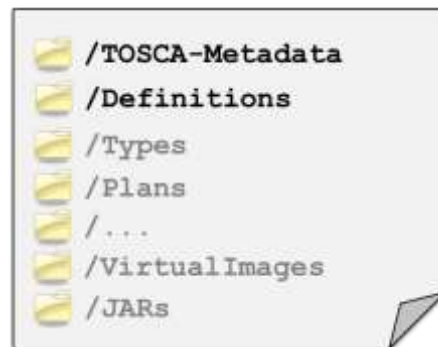 /TOSCA-Metadata
/Definitions
/Types
/Plans
/...
/VirtualImages
/JARs